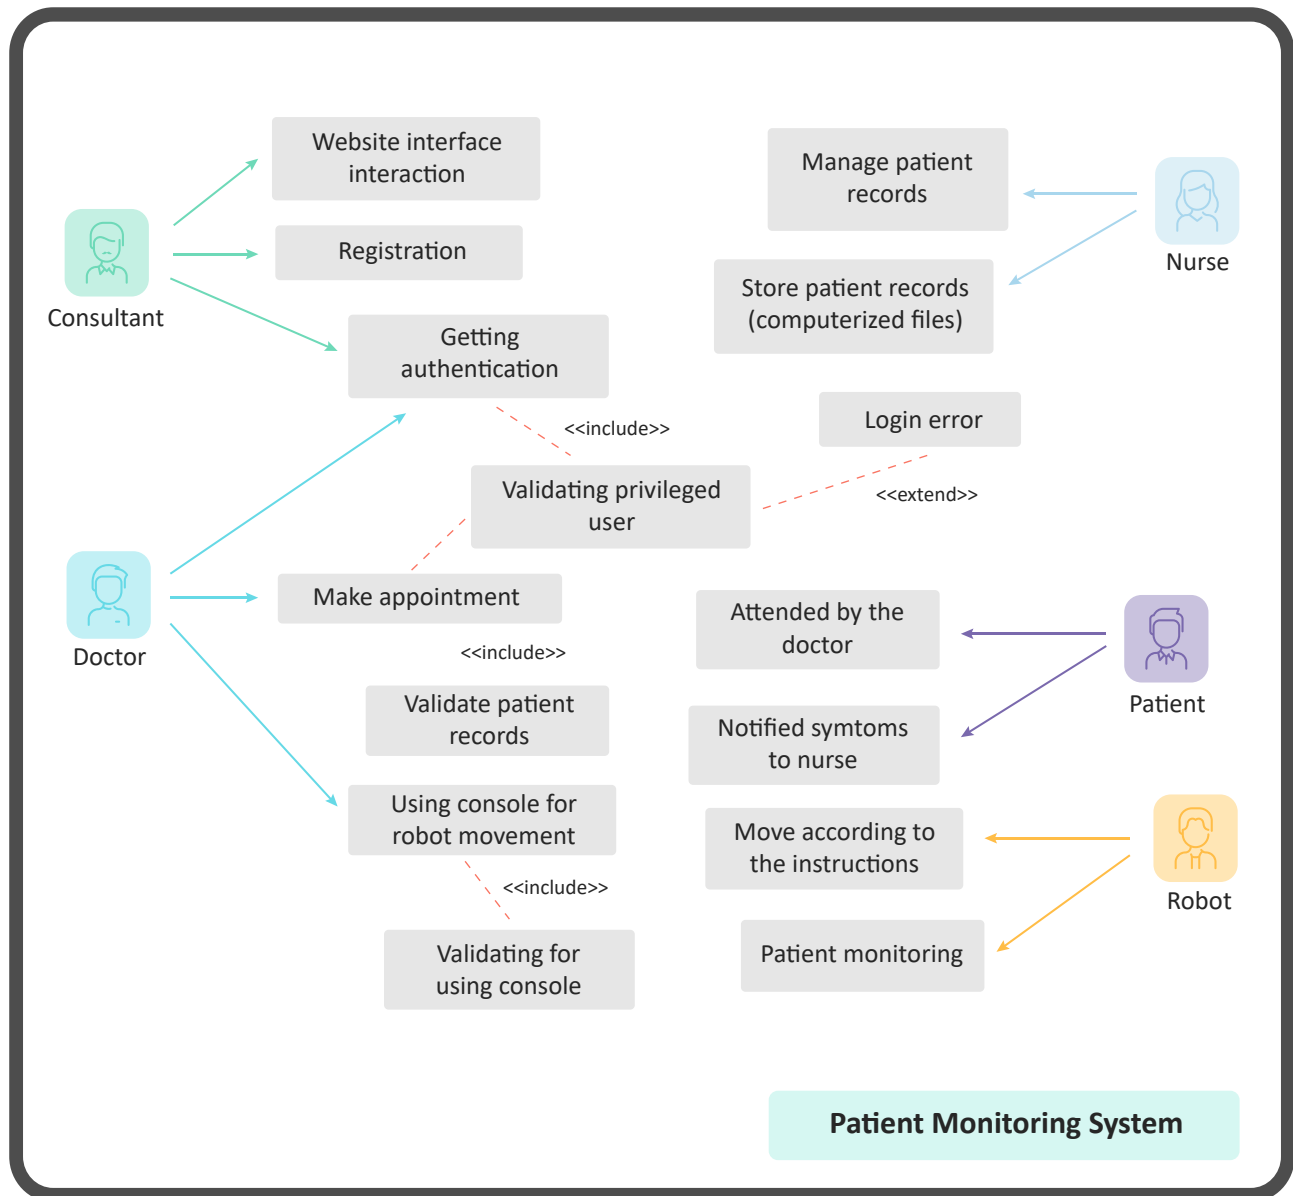 Website interface
interaction
Registration
Consultant
Getting
authentication
<<include>>
Validating privileged
user
Doctor
Make appointment
<<include>>
Validate patient
records
Using console for
robot movement
<<include>>
Validating for
using console
Manage patient
records
Nurse
Store patient records
(computerized files)
Login error
<<extend>>
Attended by the
doctor
Patient
Notified symtoms
to nurse
Move according to
the instructions
Robot
Patient monitoring
Patient Monitoring System